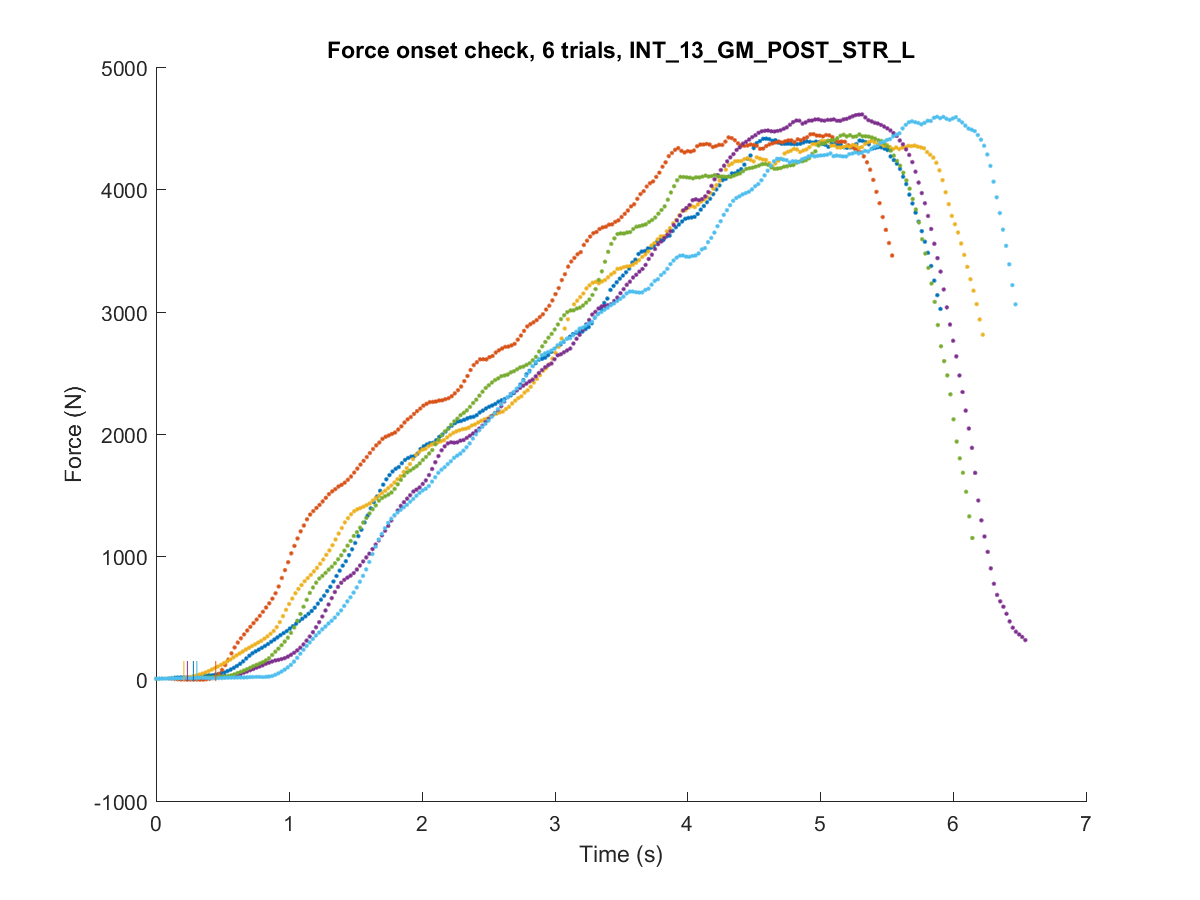 Force onset check, 6 trials, INT_13_GM_POST_STR_L
5000
4000
3000
2000
1000
0
-1000
Force (N)
0 1 2 3 4 5 6 7
Time (s)